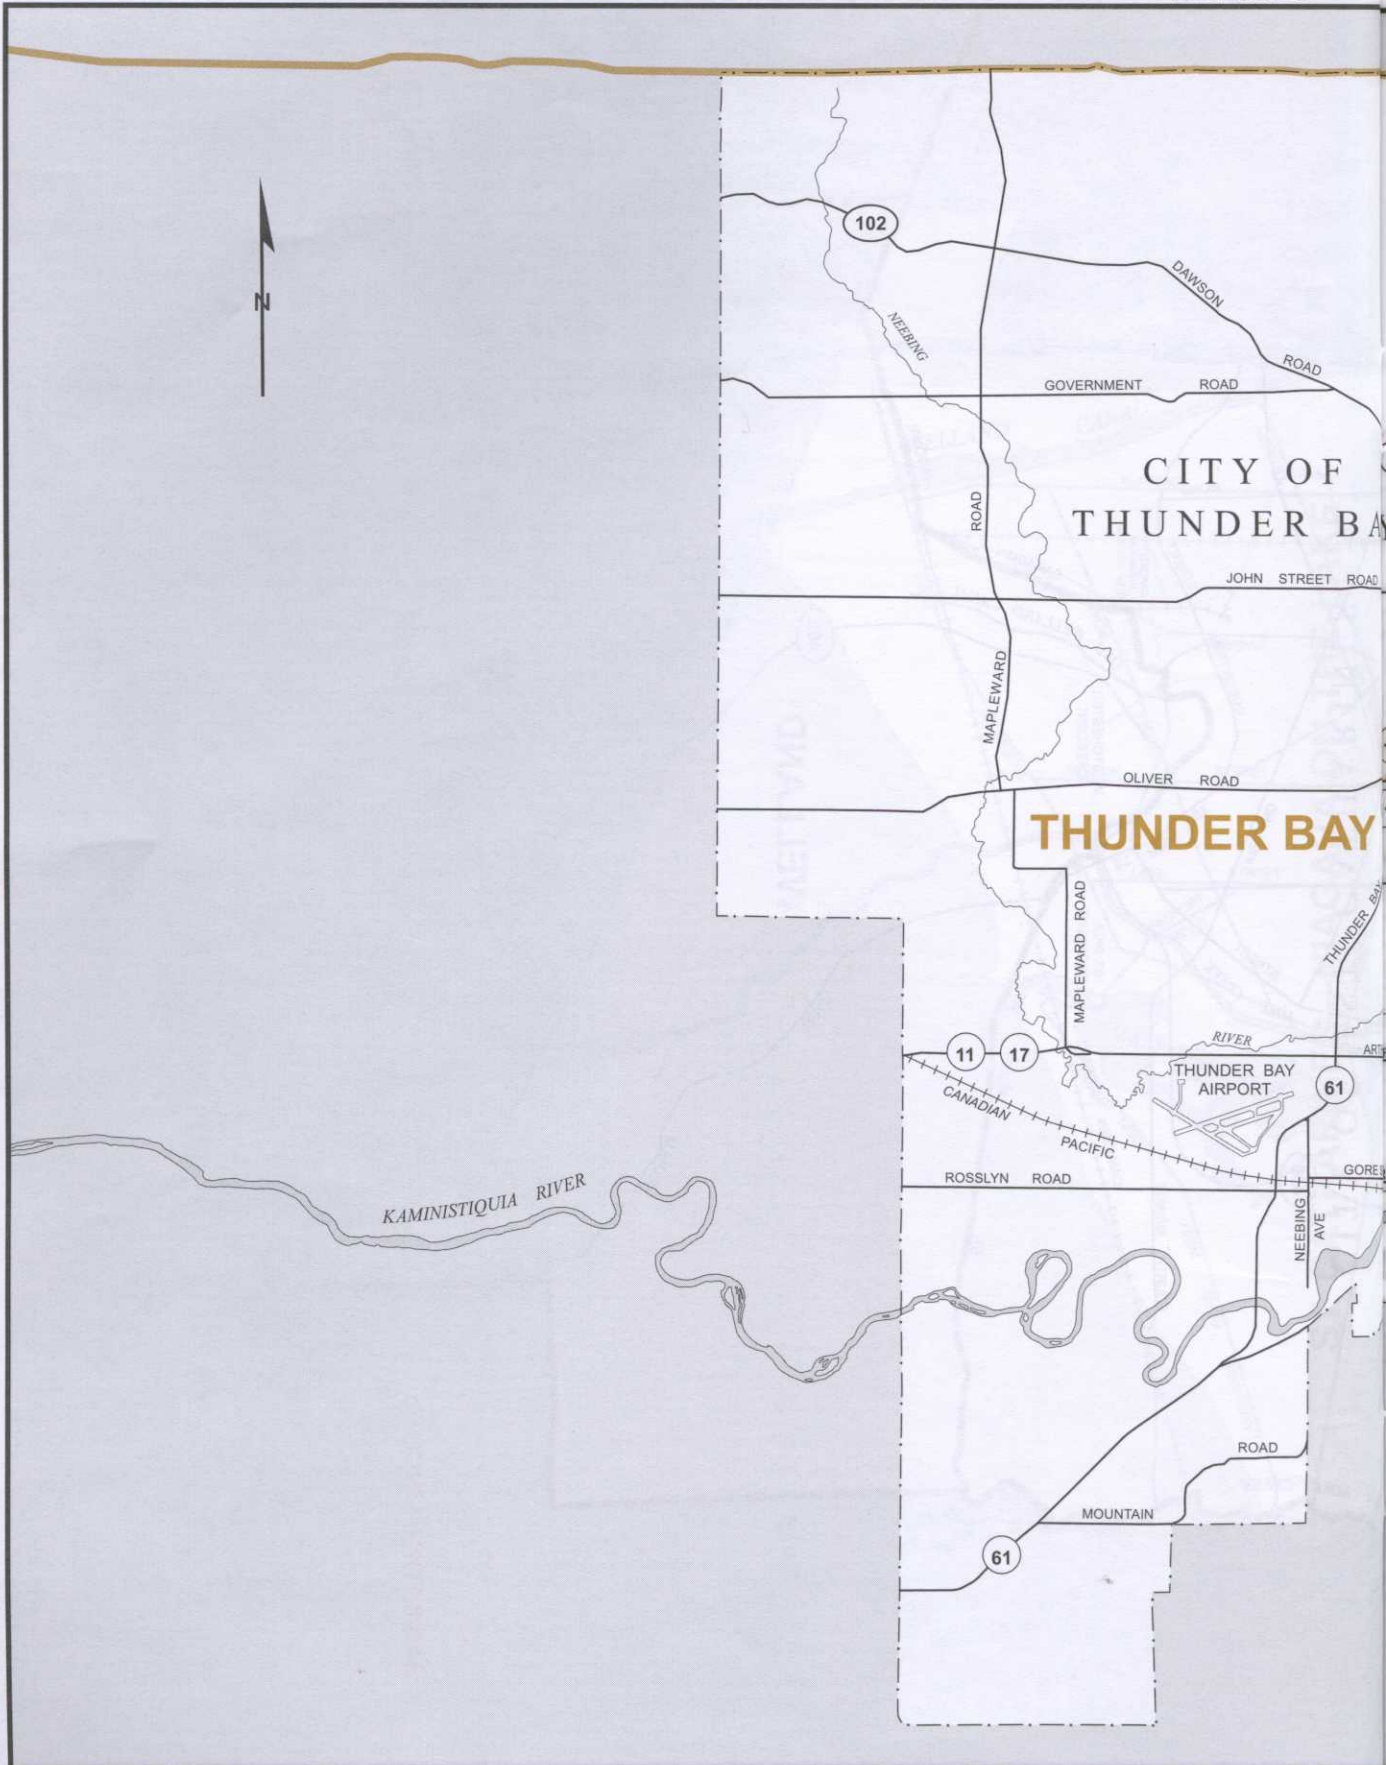 N
102
DAWSON
ROAD
NEEBING
GOVERNMENT ROAD
CITY OF
THUNDER BA
ROAD
JOHN STREET ROAD
MAPLEWARD
OLIVER ROAD
THUNDER BAY
MAPLEWARD ROAD
THUNDER BAY
RIVER
11
17
ART
THUNDER BAY
AIRPORT
61
CANADIAN
PACIFIC
ROSSLYN ROAD
GORE
KAMINISTIQUIA RIVER
NEEBING
AVE
ROAD
MOUNTAIN
61